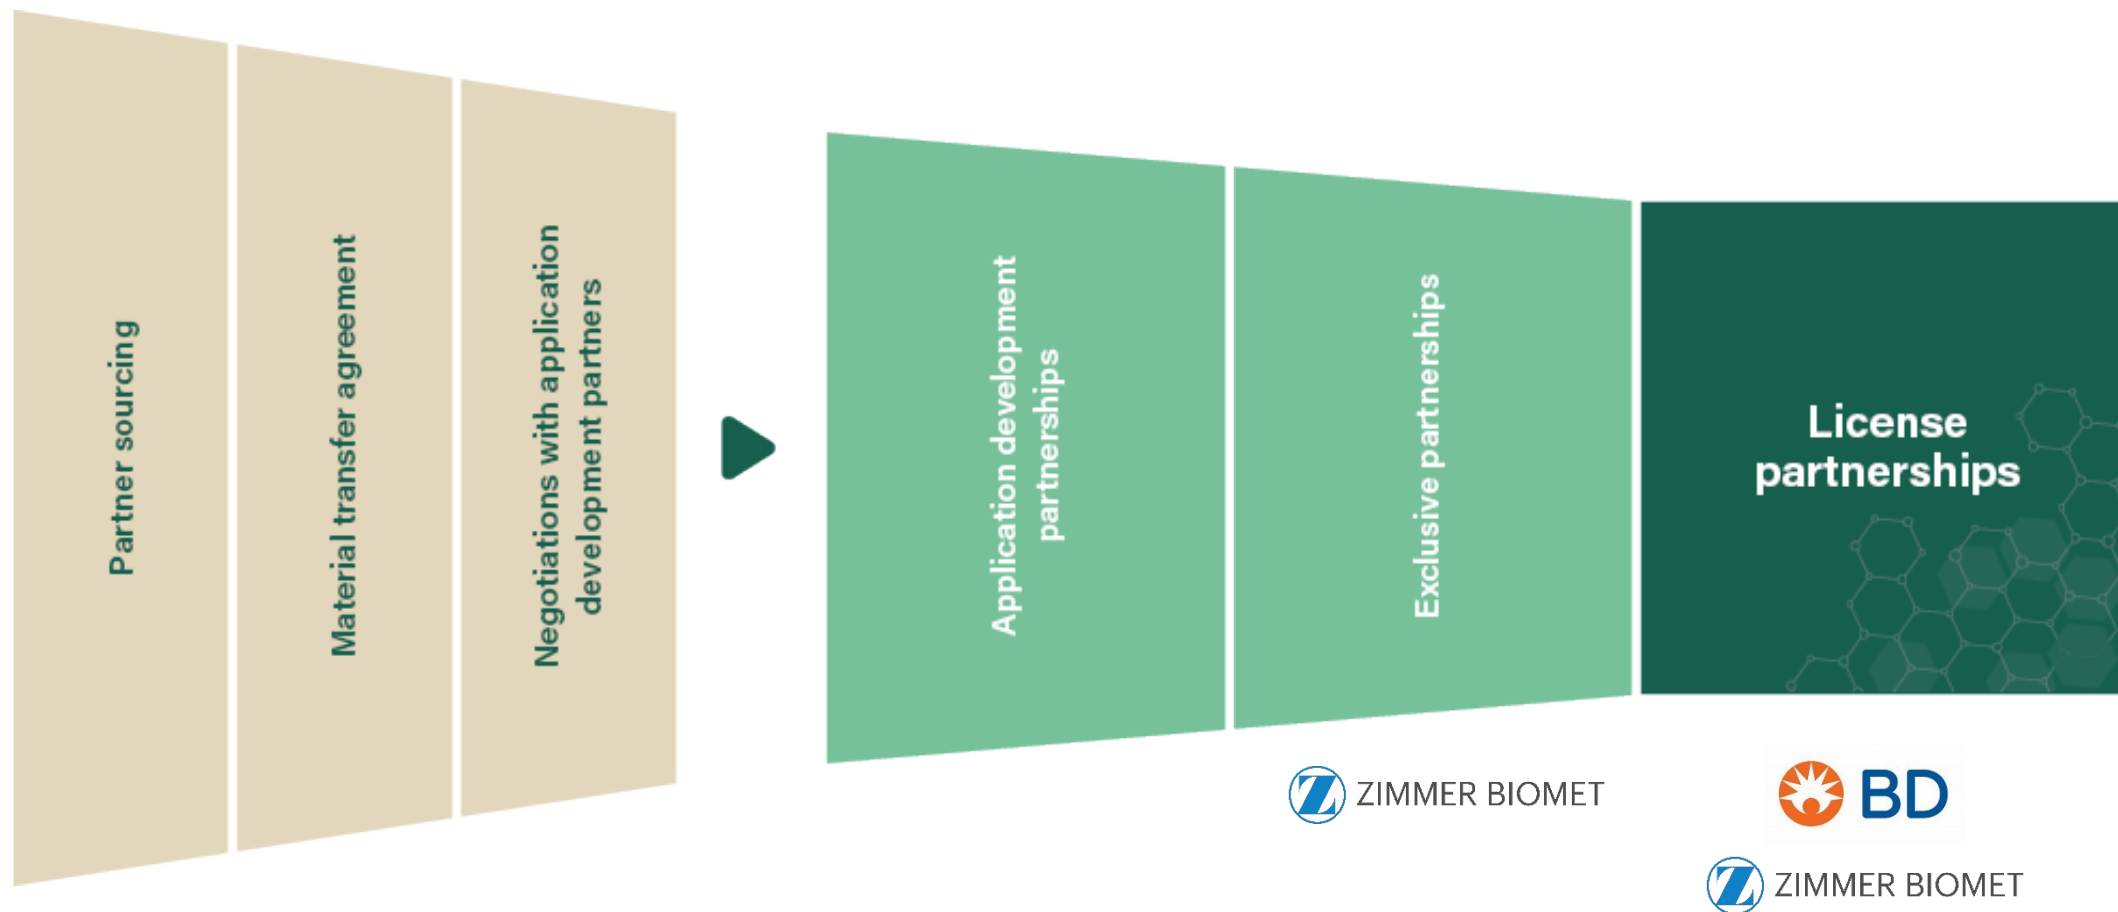 Partner sourcing
Material transfer agreement
Negotiations with application
development partners
Application development
partnerships
Exclusive partnerships
License
partnerships
ZIMMER BIOMET
BD
ZIMMER BIOMET